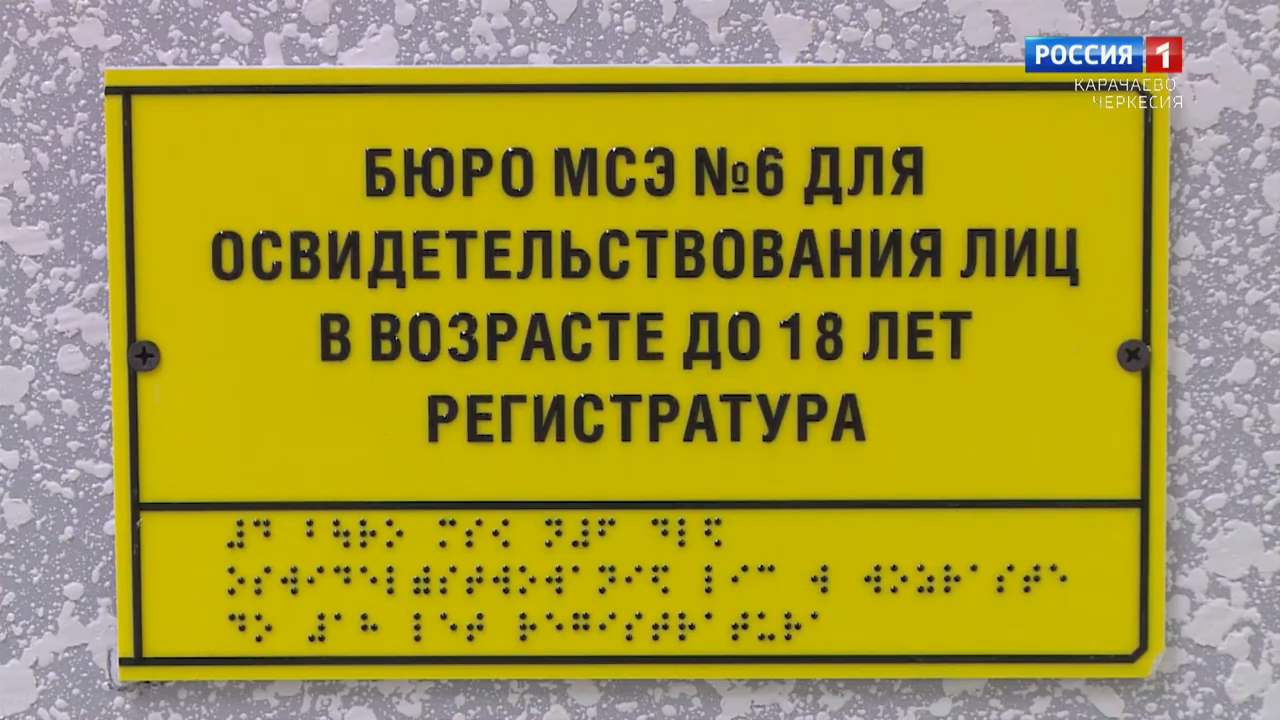 РОССИЯ 1
КАРАЧАЕВО
ЧЕРКЕСИЯ
БЮРО МСЭ №6 ДЛЯ
ОСВИДЕТЕЛЬСТВОВАНИЯ ЛИЦ
В ВОЗРАСТЕ ДО 18 ЛЕТ
РЕГИСТРАТУРА